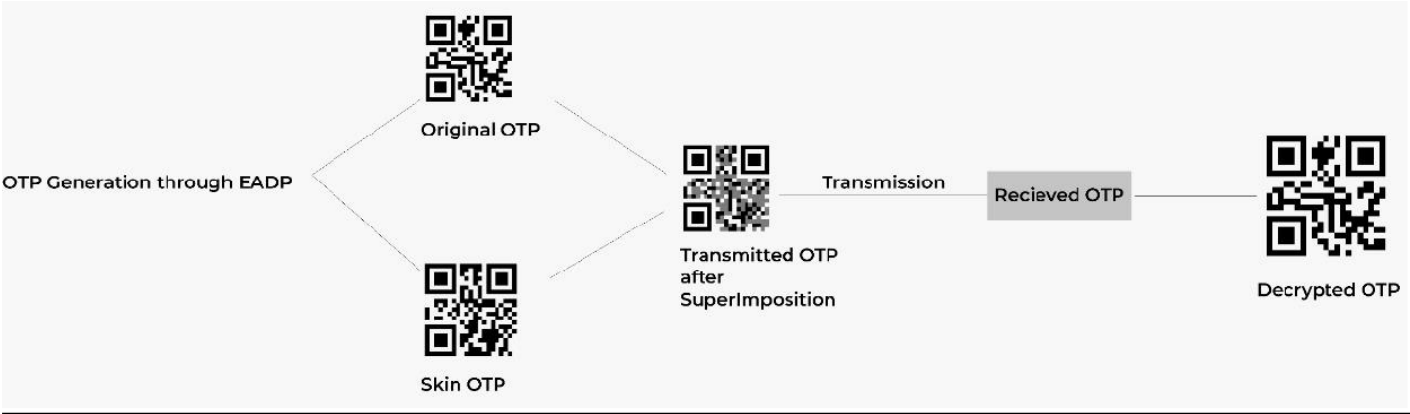 Original OTP
OTP Generation through EADP
Skin OTP
Transmitted OTP
after
SuperImposition
Transmission
Recieved OTP
Decrypted OTP